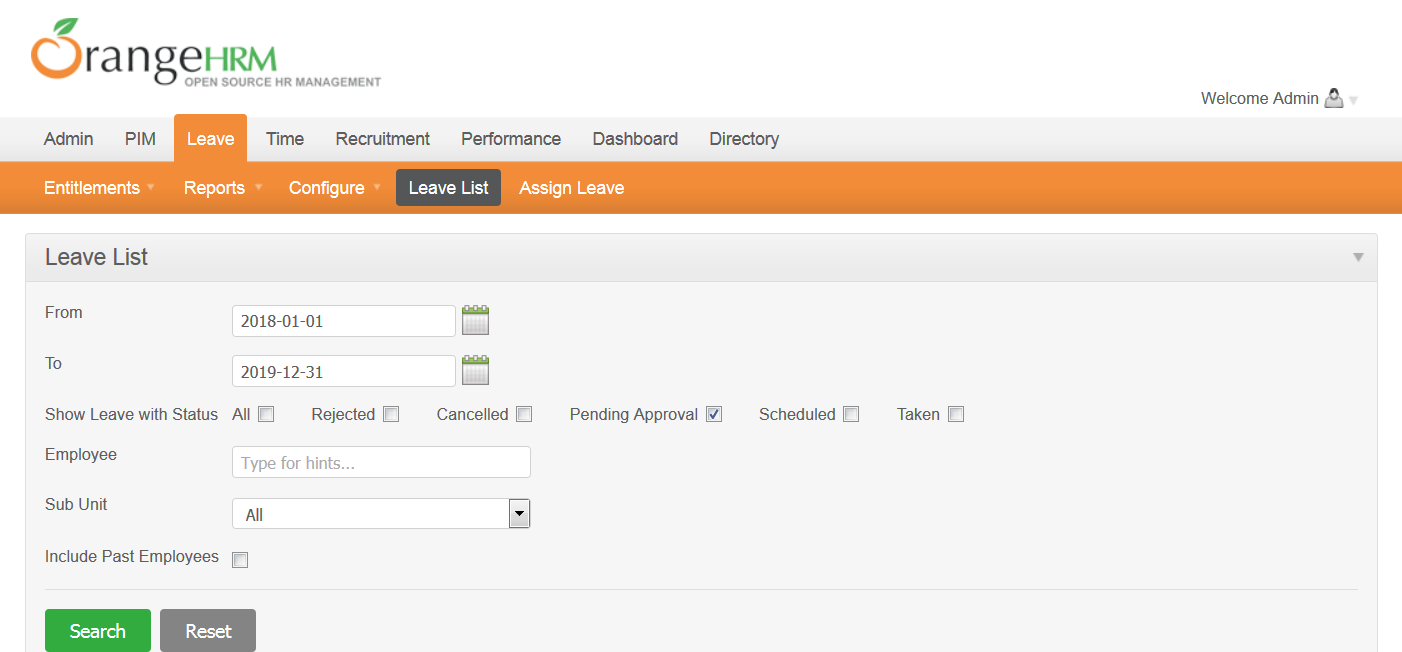 OrangeHRM
OPEN SOURCE HR MANAGEMENT
Welcome Admin
Admin PIM Leave Time Recruitment Performance Dashboard Directory
Entitlements Reports Configure Leave List Assign Leave
Leave List
From 2018-01-01
To 2019-12-31
Show Leave with Status All Rejected Cancelled Pending Approval Scheduled Taken
Employee Type for hints...
Sub Unit All
Include Past Employees
Search Reset